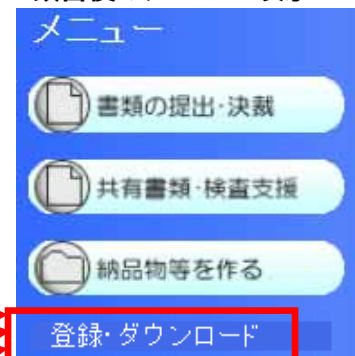 メニュー
書類の提出・決裁
共有書類・検査支援
納品物等を作る
登録・ダウンロード